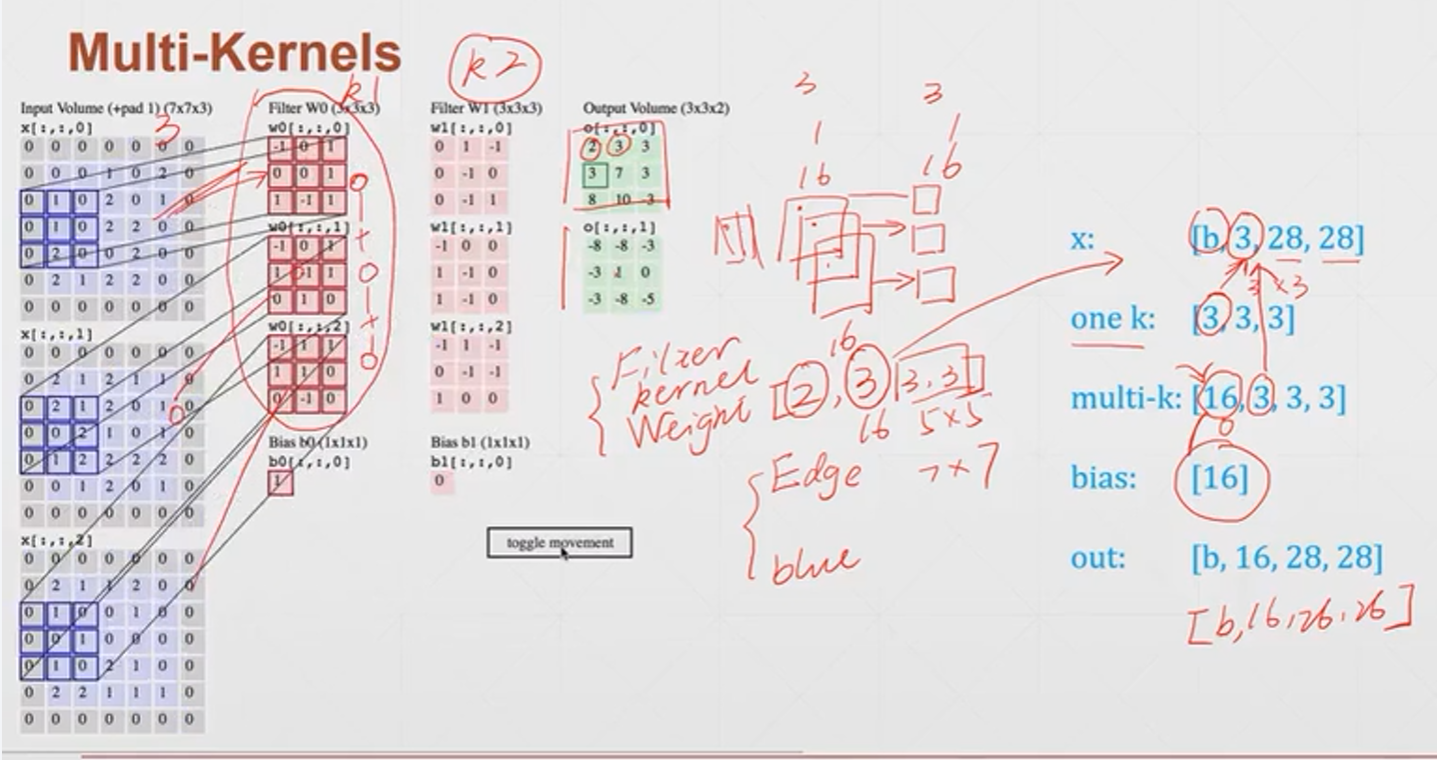 Multi-Kernels
k1
k2
Input Volume (+pad 1) (7x7x3)
x[:,:,0]
3
0 0 0 0 0 0 0
0 0 0 1 0 2 0
0 1 0 2 0 1 0
0 1 0 2 2 0 0
0 2 0 0 2 0 0
0 2 1 2 2 0 0
0 0 0 0 0 0 0
x[:,:,1]
0 0 0 0 0 0 0
0 2 1 2 1 1 0
0 2 1 2 0 1 0
0 0 2 1 0 1 0
0 1 2 2 2 2 0
0 0 1 2 0 1 0
0 0 0 0 0 0 0
x[:,:,2]
0 0 0 0 0 0 0
0 2 1 1 2 0 0
0 1 0 0 1 0 0
0 0 1 0 0 0 0
0 1 0 2 1 0 0
0 2 2 1 1 1 0
0 0 0 0 0 0 0
Filter W0 (3x3x3)
w0[:,:,0]
-1 0 1
0 0 1
1 -1 1
w0[:,:,1]
-1 0 1
1 -1 1
0 1 0
w0[:,:,2]
-1 1 1
1 1 0
0 -1 0
Bias b0 (1x1x1)
b0[:,:,0]
1
Filter W1 (3x3x3)
w1[:,:,0]
0 1 -1
0 -1 0
0 -1 1
w1[:,:,1]
-1 0 0
1 -1 0
1 -1 0
w1[:,:,2]
-1 1 -1
0 -1 -1
1 0 0
Bias b1 (1x1x1)
b1[:,:,0]
0
toggle movement
Output Volume (3x3x2)
o[:,:,0]
2 3 3
3 7 3
8 10 -3
o[:,:,1]
-8 -8 -3
-3 1 0
-3 -8 -5
3 3
1 1
16 16
Filter
kernel
Weight [2, 3 [3,3]]
16
16 5x5
Edge 7x7
blue
x: [b, 3, 28, 28]
3x3
one k: [3, 3, 3]
multi-k: [16, 3, 3, 3]
bias: [16]
out: [b, 16, 28, 28]
[b, 16, 26, 26]